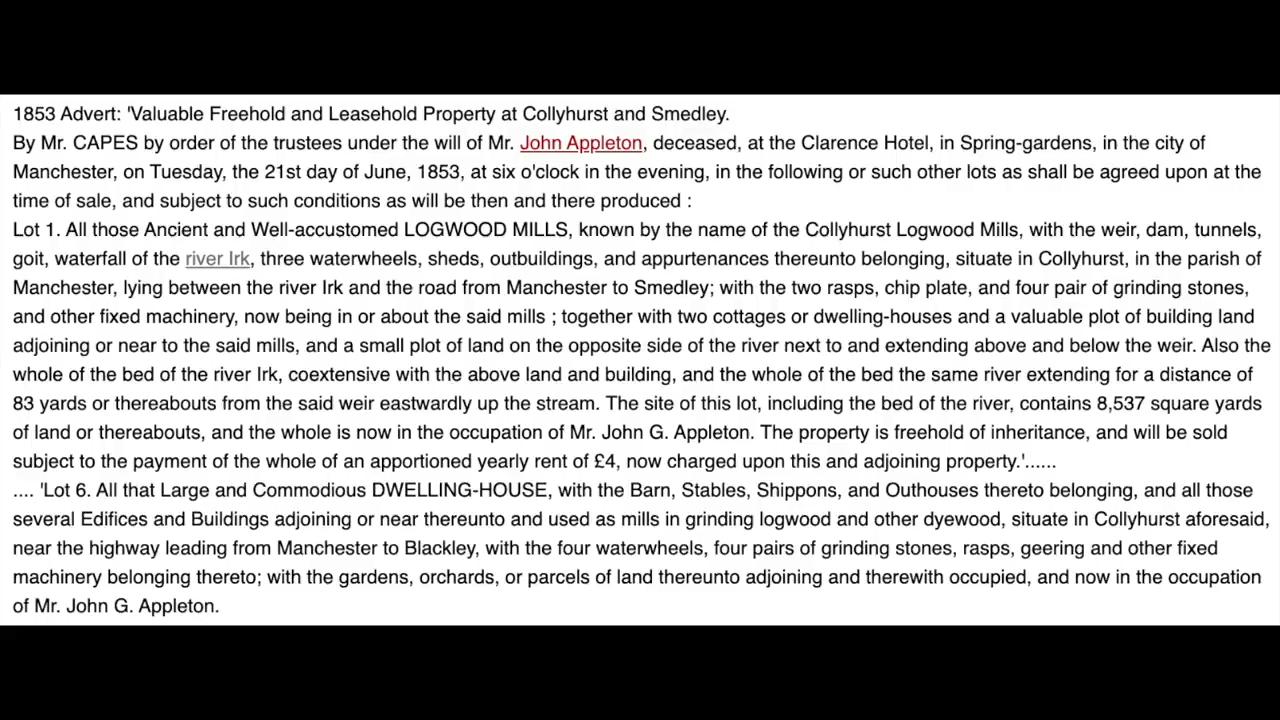 1853 Advert: 'Valuable Freehold and Leasehold Property at Collyhurst and Smedley.
By Mr. CAPES by order of the trustees under the will of Mr. John Appleton, deceased, at the Clarence Hotel, in Spring-gardens, in the city of
Manchester, on Tuesday, the 21st day of June, 1853, at six o'clock in the evening, in the following or such other lots as shall be agreed upon at the
time of sale, and subject to such conditions as will be then and there produced :
Lot 1. All those Ancient and Well-accustomed LOGWOOD MILLS, known by the name of the Collyhurst Logwood Mills, with the weir, dam, tunnels,
goit, waterfall of the river Irk, three waterwheels, sheds, outbuildings, and appurtenances thereunto belonging, situate in Collyhurst, in the parish of
Manchester, lying between the river Irk and the road from Manchester to Smedley; with the two rasps, chip plate, and four pair of grinding stones,
and other fixed machinery, now being in or about the said mills ; together with two cottages or dwelling-houses and a valuable plot of building land
adjoining or near to the said mills, and a small plot of land on the opposite side of the river next to and extending above and below the weir. Also the
whole of the bed of the river Irk, coextensive with the above land and building, and the whole of the bed the same river extending for a distance of
83 yards or thereabouts from the said weir eastwardly up the stream. The site of this lot, including the bed of the river, contains 8,537 square yards
of land or thereabouts, and the whole is now in the occupation of Mr. John G. Appleton. The property is freehold of inheritance, and will be sold
subject to the payment of the whole of an apportioned yearly rent of £4, now charged upon this and adjoining property.'......
.... 'Lot 6. All that Large and Commodious DWELLING-HOUSE, with the Barn, Stables, Shippons, and Outhouses thereto belonging, and all those
several Edifices and Buildings adjoining or near thereunto and used as mills in grinding logwood and other dyewood, situate in Collyhurst aforesaid,
near the highway leading from Manchester to Blackley, with the four waterwheels, four pairs of grinding stones, rasps, geering and other fixed
machinery belonging thereto; with the gardens, orchards, or parcels of land thereunto adjoining and therewith occupied, and now in the occupation
of Mr. John G. Appleton.